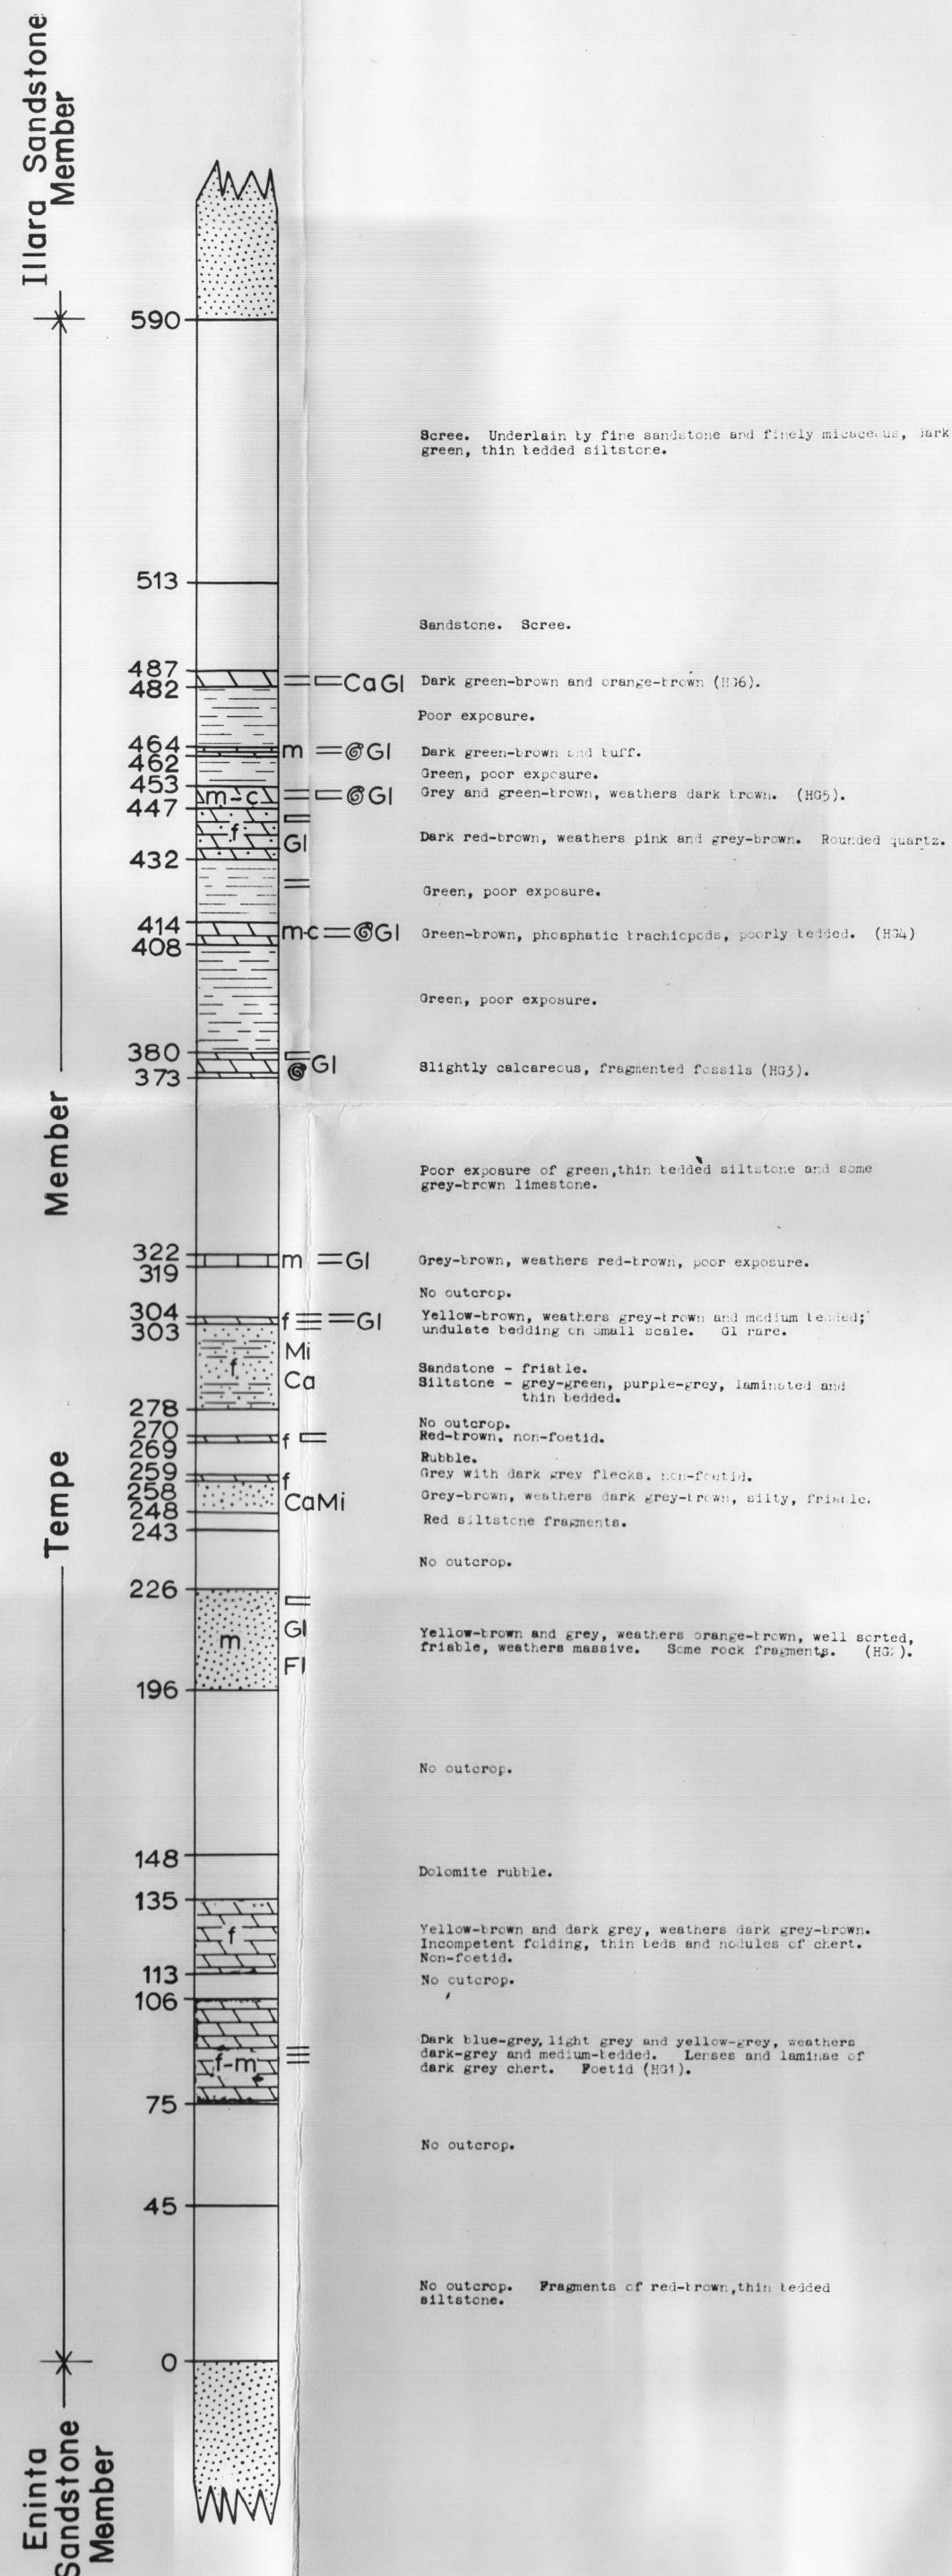 Illara Sandstone
Member
590
Scree. Underlain by fine sandstone and finely micaceous, dark
green, thin bedded siltstone.
513
Sandstone. Scree.
487
482
CaGl
Dark green-brown and orange-brown (HG6).
Poor exposure.
464
462
m
Gl
Dark green-brown and buff.
Green, poor exposure.
453
447
m-c
Gl
Grey and green-brown, weathers dark brown. (HG5).
f
Gl
Dark red-brown, weathers pink and grey-brown. Rounded quartz.
432
Green, poor exposure.
414
408
m-c
Gl
Green-brown, phosphatic brachiopods, poorly bedded. (HG4)
Green, poor exposure.
380
373
Gl
Slightly calcareous, fragmented fossils (HG3).
Member
Poor exposure of green,thin bedded siltstone and some
grey-brown limestone.
322
319
m
Gl
Grey-brown, weathers red-brown, poor exposure.
No outcrop.
304
303
f
Gl
Yellow-brown, weathers grey-brown and medium bedded;
undulate bedding on small scale. Gl rare.
f
Mi
Ca
Sandstone - friable.
Siltstone - grey-green, purple-grey, laminated and
thin bedded.
278
No outcrop.
270
269
f
Red-brown, non-foetid.
Rubble.
259
258
f
Grey with dark grey flecks, non-foetid.
CaMi
Grey-brown, weathers dark grey-brown, silty, friable.
248
Red siltstone fragments.
243
No outcrop.
Tempe
226
m
Gl
Fl
Yellow-brown and grey, weathers orange-brown, well sorted,
friable, weathers massive. Some rock fragments.
196
No outcrop.
148
Dolomite rubble.
135
f
Yellow-brown and dark grey, weathers dark grey-brown.
Incompetent folding, thin beds and nodules of chert.
Non-foetid.
113
No outcrop.
106
f-m
Dark blue-grey, light grey and yellow-grey, weathers
dark-grey and medium-bedded. Lenses and laminae of
dark grey chert. Foetid (HG1).
75
No outcrop.
45
No outcrop. Fragments of red-brown,thin bedded
siltstone.
0
Eninta
Sandstone
Member